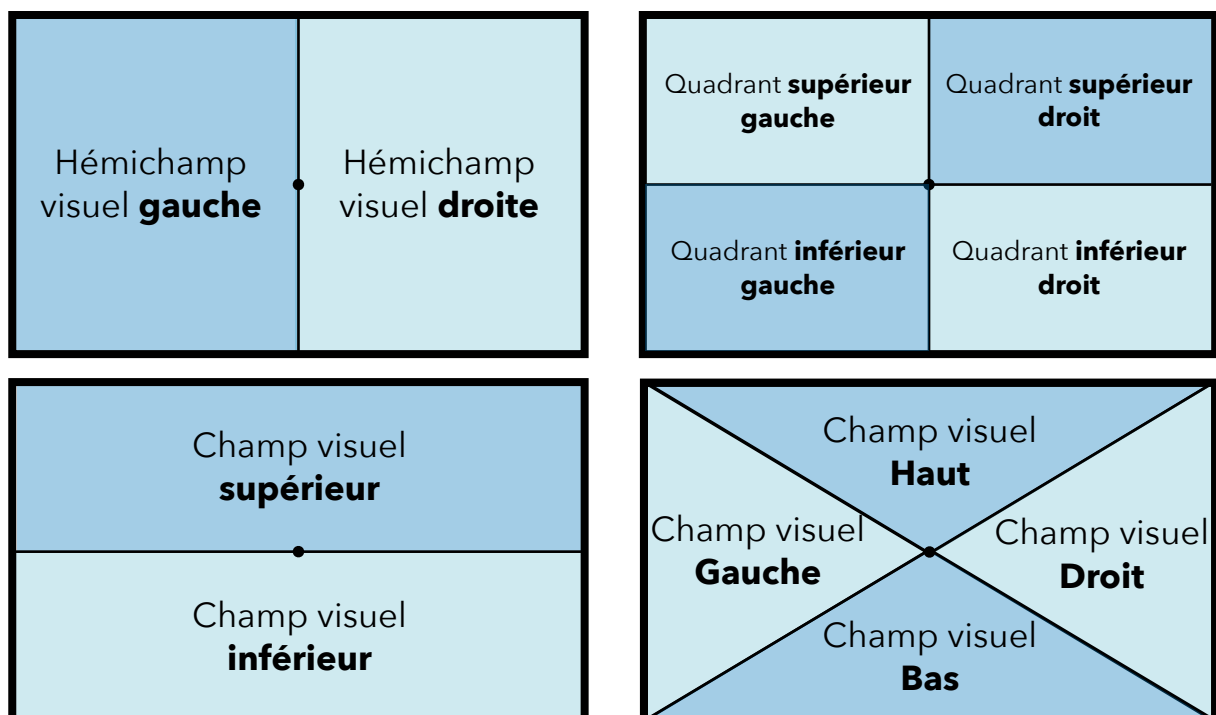 Hémichamp
visuel gauche
Hémichamp
visuel droite
Quadrant supérieur
gauche
Quadrant supérieur
droit
Quadrant inférieur
gauche
Quadrant inférieur
droit
Champ visuel
supérieur
Champ visuel
inférieur
Champ visuel
Haut
Champ visuel
Gauche
Champ visuel
Droit
Champ visuel
Bas